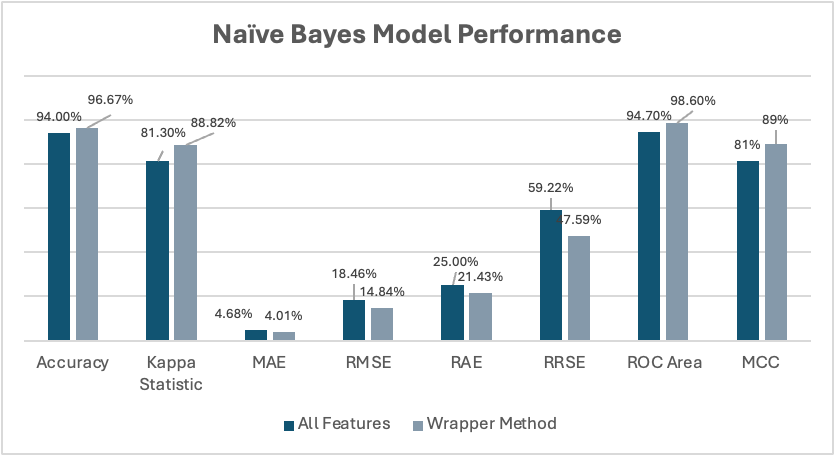 Naïve Bayes Model Performance
94.00%
96.67%
81.30%
88.82%
4.68%
4.01%
18.46%
14.84%
25.00%
21.43%
59.22%
47.59%
94.70%
98.60%
81%
89%
Accuracy
Kappa
Statistic
MAE
RMSE
RAE
RRSE
ROC Area
MCC
All Features
Wrapper Method